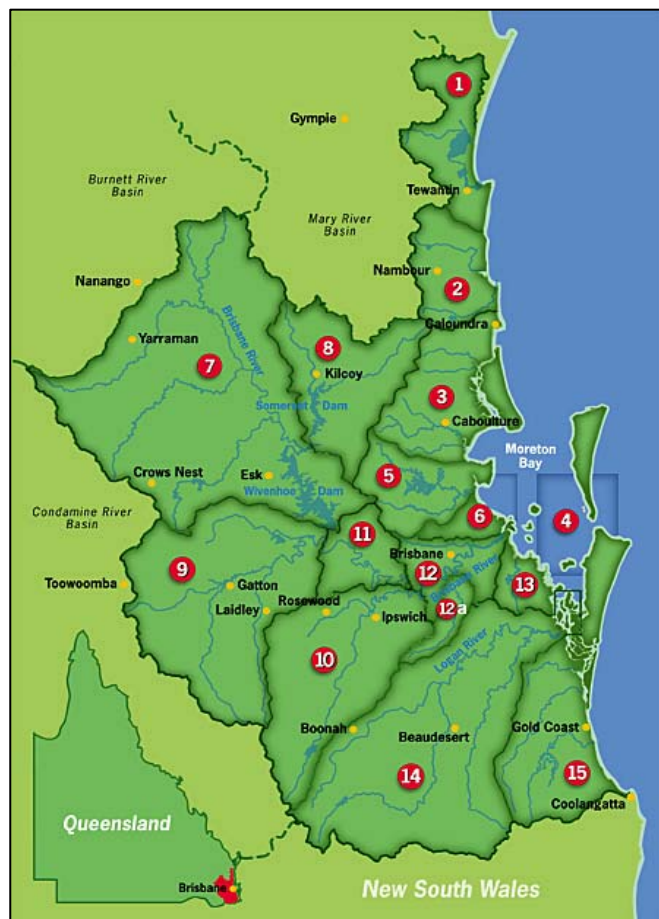 1
Gympie
Burnett River
Basin
Mary River
Basin
Tewantin
Nanango
Nambour
2
Caloundra
Yarraman
Brisbane River
7
8
Kilcoy
3
Somerset Dam
Caboulture
Moreton
Bay
Crows Nest
Esk
Wivenhoe Dam
5
6
4
Condamine River
Basin
11
Brisbane
12
Brisbane River
13
Toowoomba
9
Gatton
Laidley
Rosewood
Ipswich
12a
10
Logan River
Boonah
Beaudesert
Gold Coast
14
15
Coolangatta
Queensland
Brisbane
New South Wales